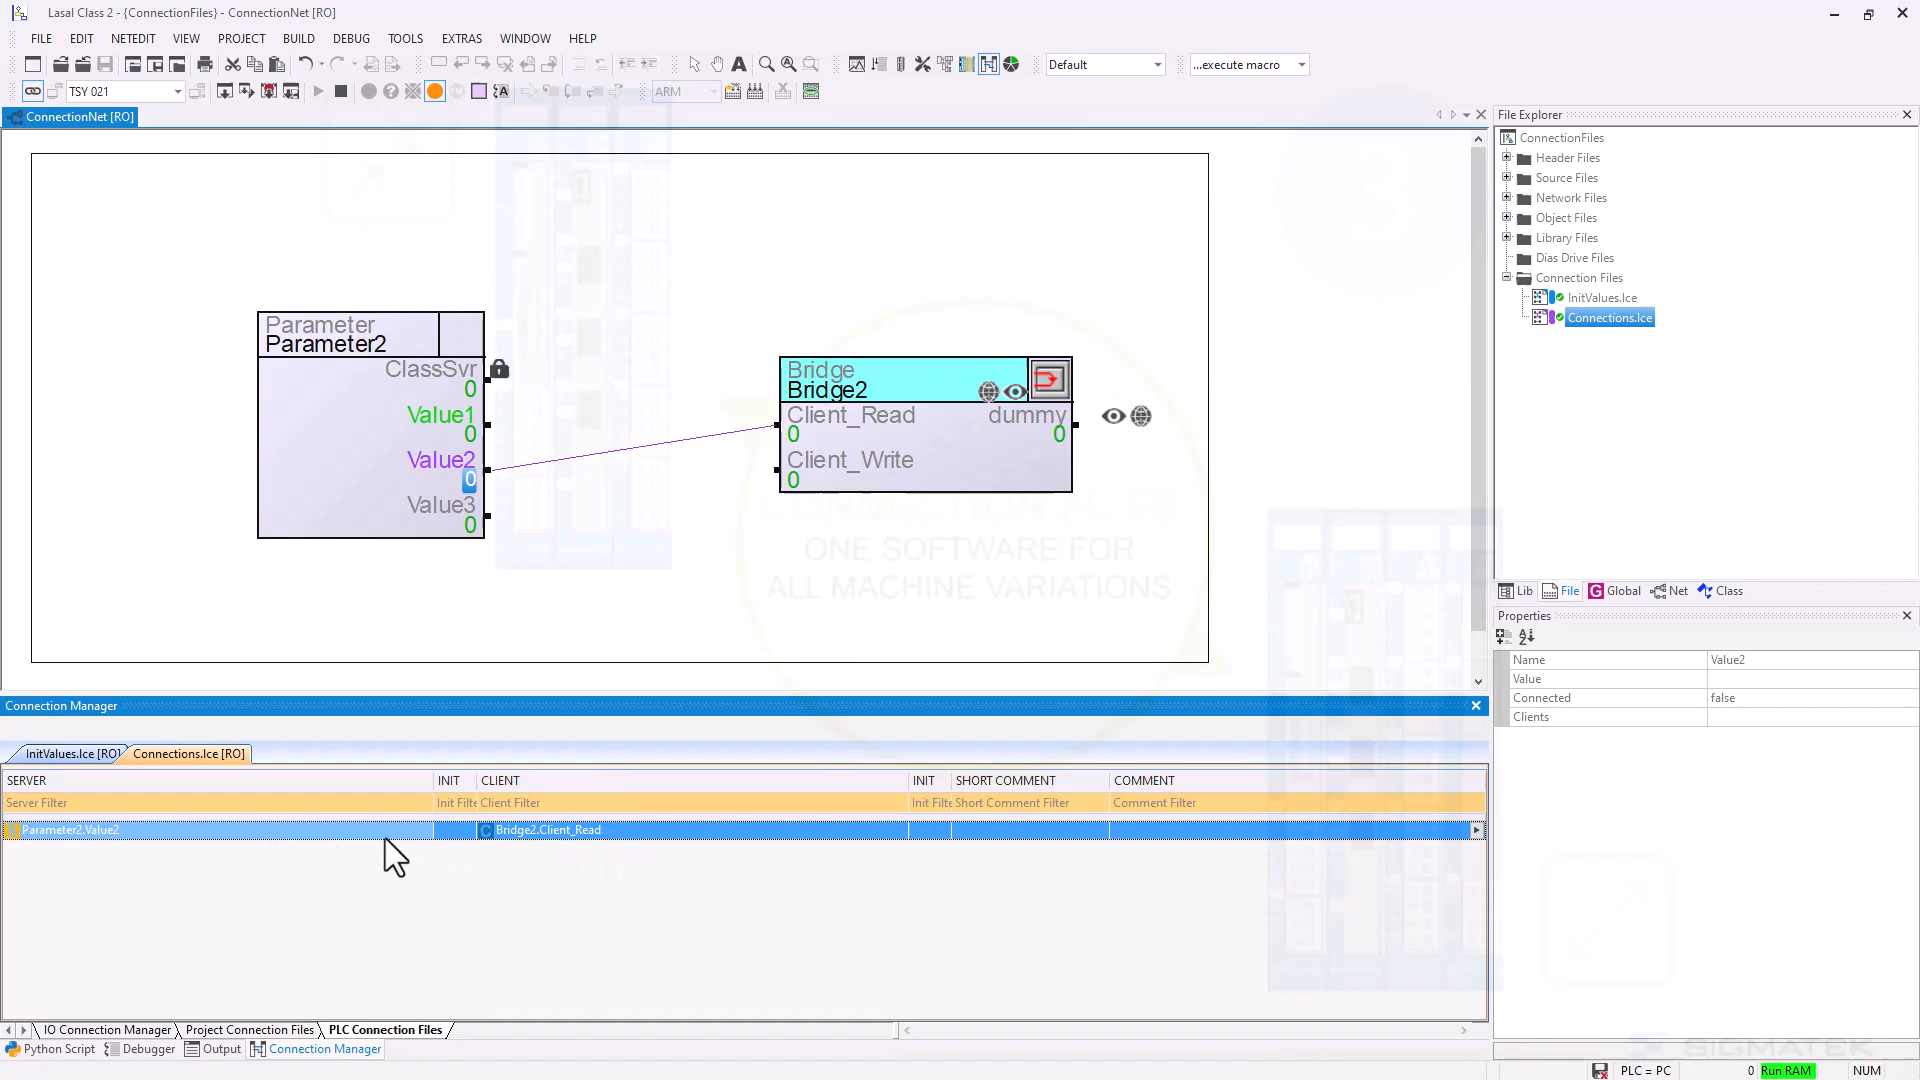 Lasal Class 2 - {ConnectionFiles} - ConnectionNet [RO]
FILE EDIT NETEDIT VIEW PROJECT BUILD DEBUG TOOLS EXTRAS WINDOW HELP
Default ...execute macro
TSY 021 ARM
ConnectionNet [RO]
File Explorer
ConnectionFiles
Header Files
Source Files
Network Files
Object Files
Library Files
Dias Drive Files
Connection Files
InitValues.lce
Connections.lce
Parameter
Parameter2
ClassSvr
0
Value1
0
Value2
0
Value3
0
Bridge
Bridge2
Client_Read dummy
0 0
Client_Write
0
3
ONE SOFTWARE FOR
ALL MACHINE VARIATIONS
Lib File Global Net Class
Properties
Name Value2
Value
Connected false
Clients
Connection Manager
InitValues.lce [RO] Connections.lce [RO]
SERVER INIT CLIENT INIT SHORT COMMENT COMMENT
Server Filter Init Filte Client Filter Init Filte Short Comment Filter Comment Filter
Parameter2.Value2 Bridge2.Client_Read
IO Connection Manager Project Connection Files PLC Connection Files
Python Script Debugger Output Connection Manager
SIGMATEK
PLC = PC 0 Run RAM NUM